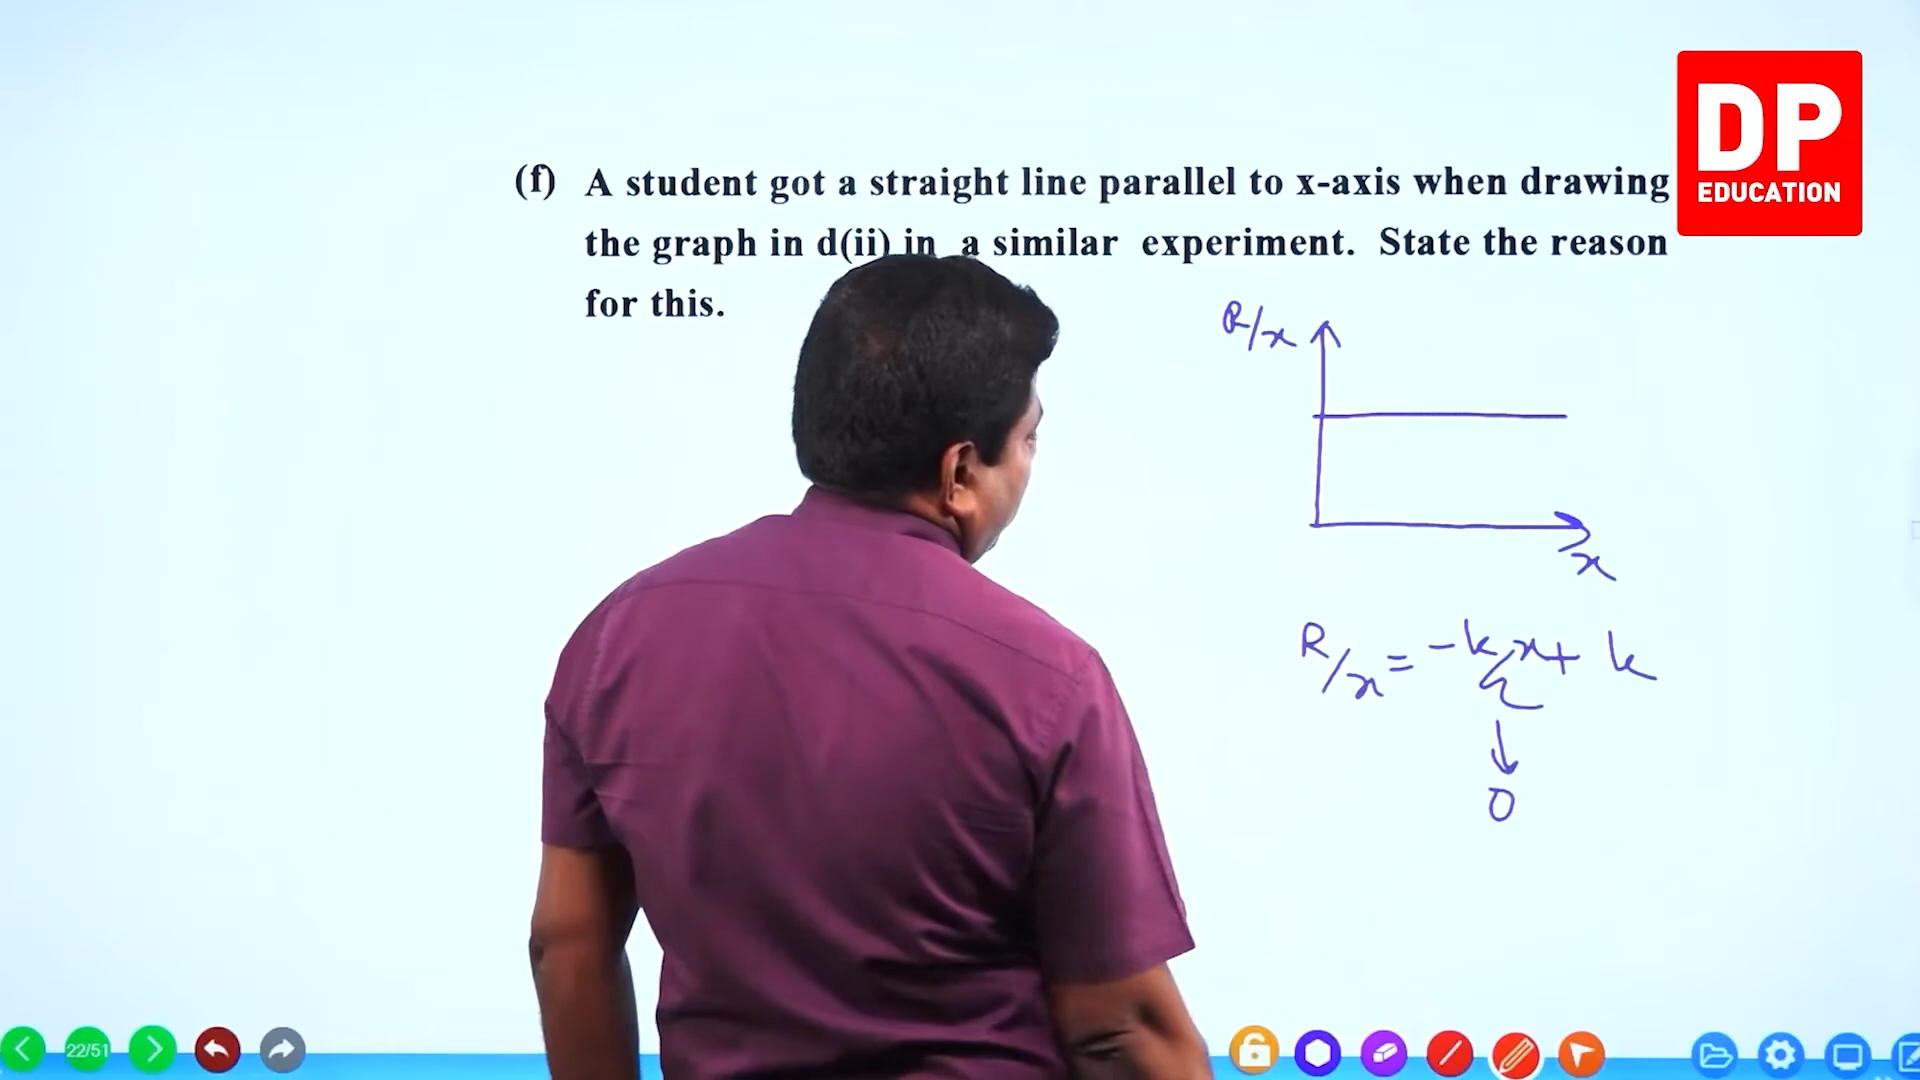 DP
EDUCATION
(f) A student got a straight line parallel to x-axis when drawing
the graph in d(ii) in a similar experiment. State the reason
for this.
R/x
x
R/x = -k x + k
↓
0
22/51